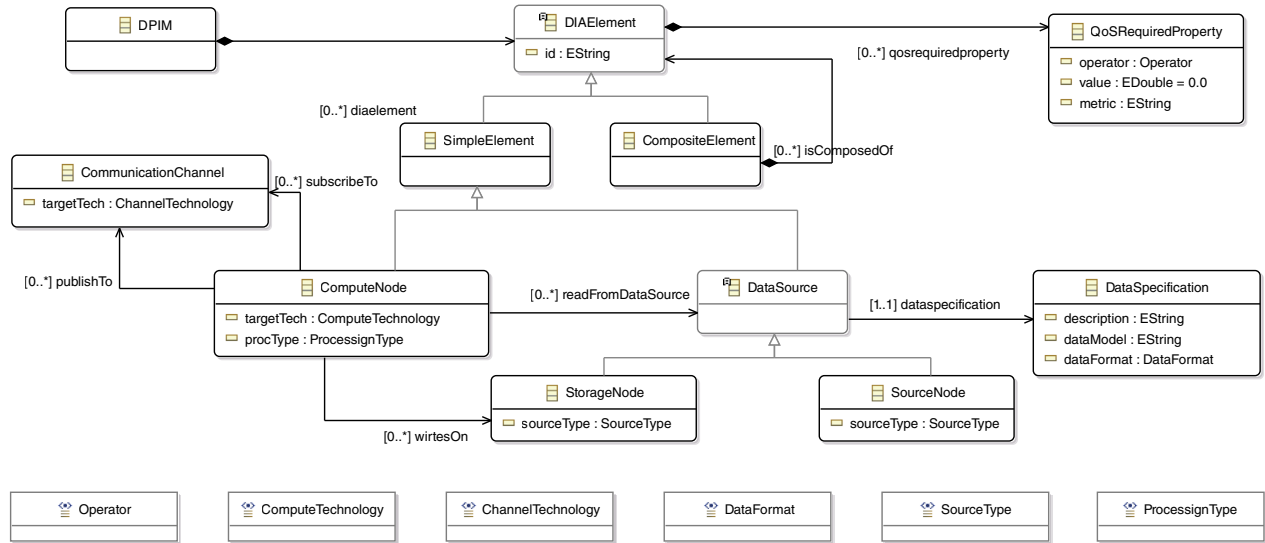 DPIM
DIAElement
id : EString
QoSRequiredProperty
operator : Operator
value : EDouble = 0.0
metric : EString
[0..*] qosrequiredproperty
[0..*] diaelement
SimpleElement
CompositeElement
[0..*] isComposedOf
CommunicationChannel
targetTech : ChannelTechnology
[0..*] subscribeTo
[0..*] publishTo
ComputeNode
targetTech : ComputeTechnology
procType : ProcessignType
[0..*] readFromDataSource
DataSource
[1..1] dataspecification
DataSpecification
description : EString
dataModel : EString
dataFormat : DataFormat
StorageNode
sourceType : SourceType
SourceNode
sourceType : SourceType
[0..*] wirtesOn
Operator
ComputeTechnology
ChannelTechnology
DataFormat
SourceType
ProcessignType